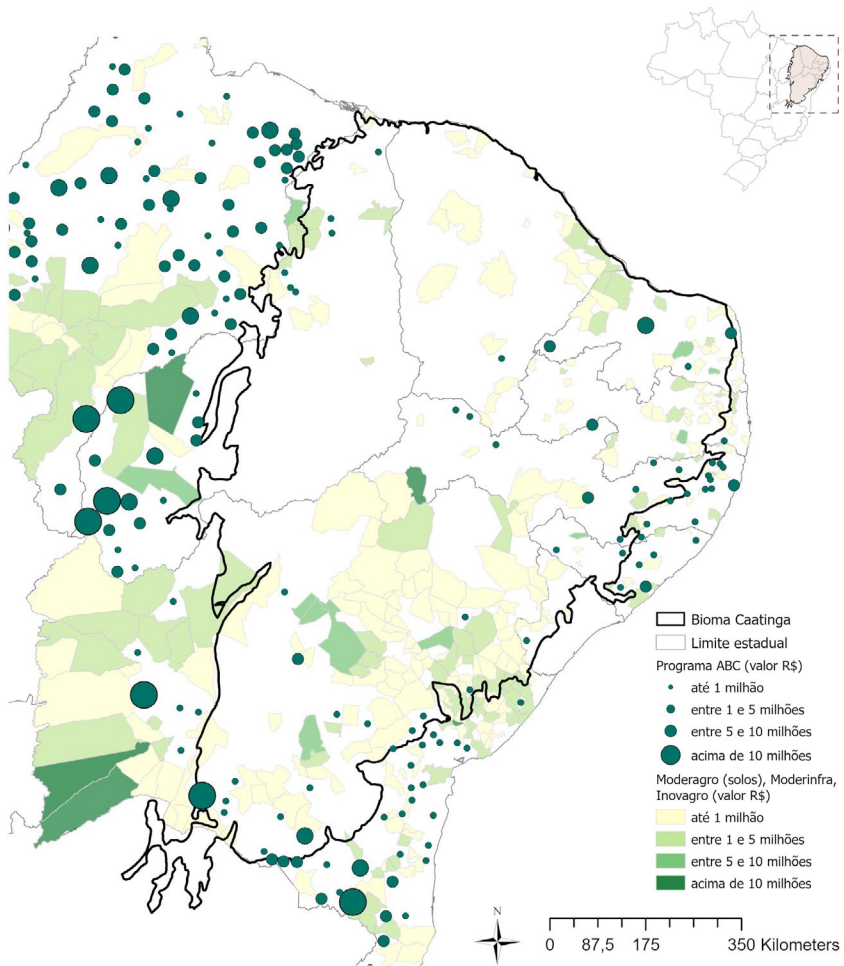 Bioma Caatinga
Limite estadual
Programa ABC (valor R$)
até 1 milhão
entre 1 e 5 milhões
entre 5 e 10 milhões
acima de 10 milhões
Moderagro (solos), Moderinfra,
Inovagro (valor R$)
até 1 milhão
entre 1 e 5 milhões
entre 5 e 10 milhões
acima de 10 milhões
N
0 87,5 175 350 Kilometers